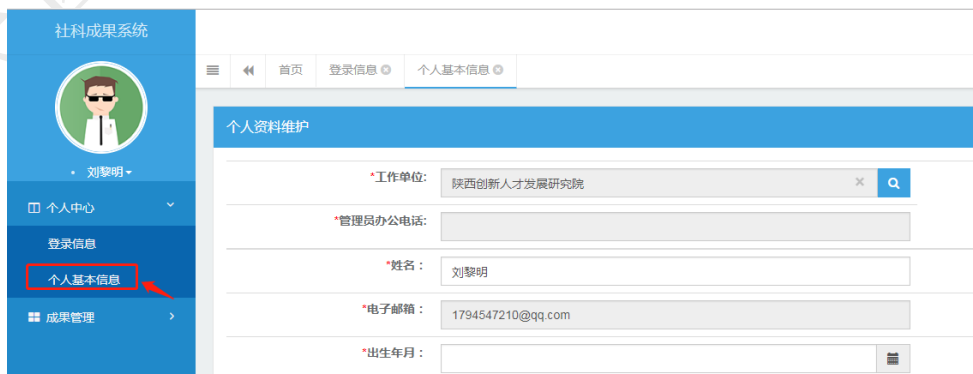 社科成果系统
首页 登录信息 个人基本信息
刘黎明
个人中心
登录信息
个人基本信息
成果管理
个人资料维护
*工作单位: 陕西创新人才发展研究院
*管理员办公电话:
*姓名： 刘黎明
*电子邮箱： 1794547210@qq.com
*出生年月：